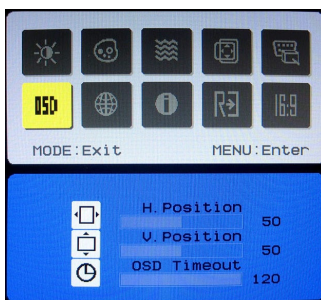 OSD
i
R
16:9
MODE:Exit MENU:Enter
H.Position
50
V.Position
50
OSD Timeout
120